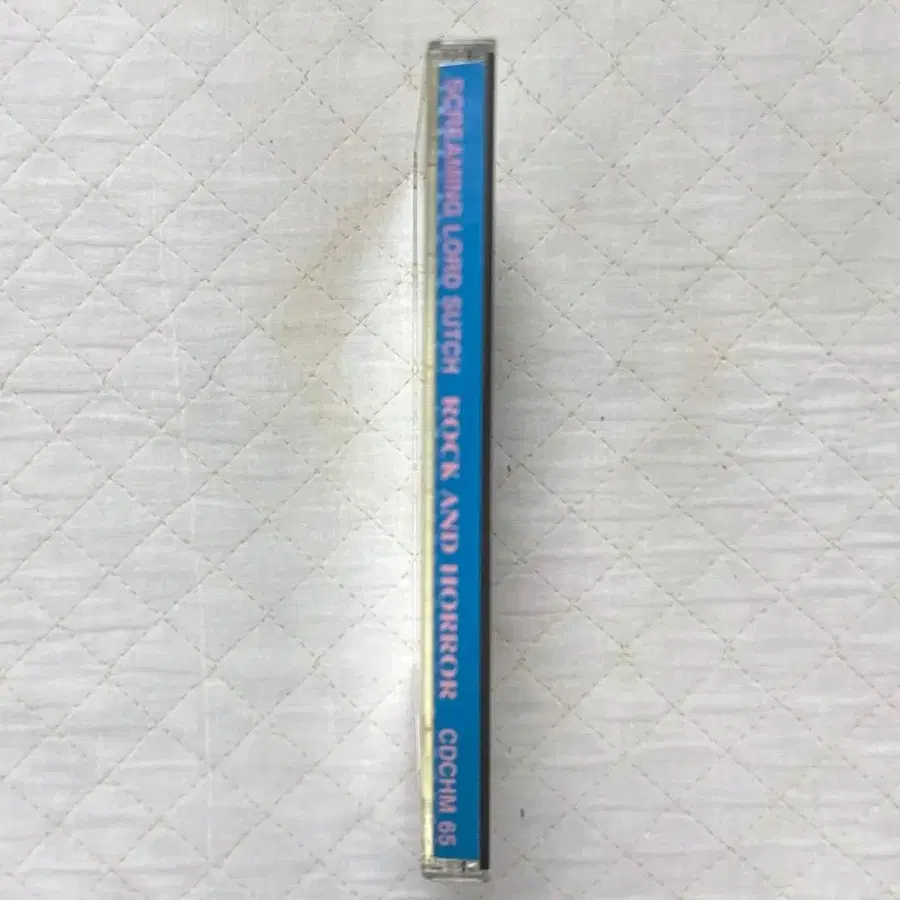 SCREAMING LORD SUTCH ROCK AND HORROR CDCHM 65